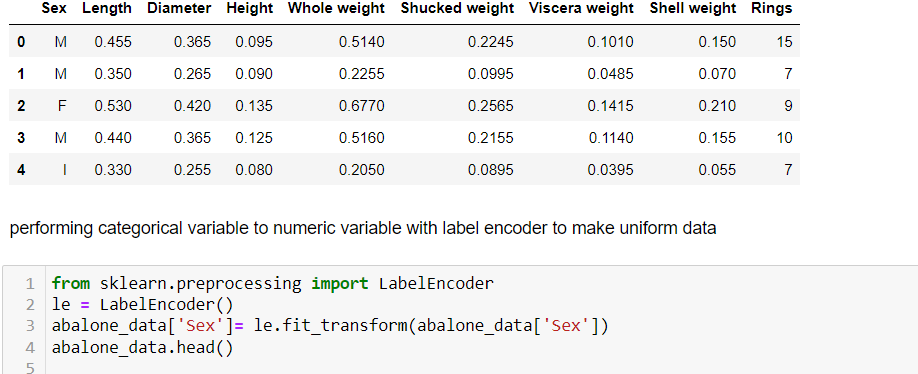 Sex Length Diameter Height Whole weight Shucked weight Viscera weight Shell weight Rings
0 M 0.455 0.365 0.095 0.5140 0.2245 0.1010 0.150 15
1 M 0.350 0.265 0.090 0.2255 0.0995 0.0485 0.070 7
2 F 0.530 0.420 0.135 0.6770 0.2565 0.1415 0.210 9
3 M 0.440 0.365 0.125 0.5160 0.2155 0.1140 0.155 10
4 I 0.330 0.255 0.080 0.2050 0.0895 0.0395 0.055 7
performing categorical variable to numeric variable with label encoder to make uniform data
1 from sklearn.preprocessing import LabelEncoder
2 le = LabelEncoder()
3 abalone_data['Sex']= le.fit_transform(abalone_data['Sex'])
4 abalone_data.head()
5